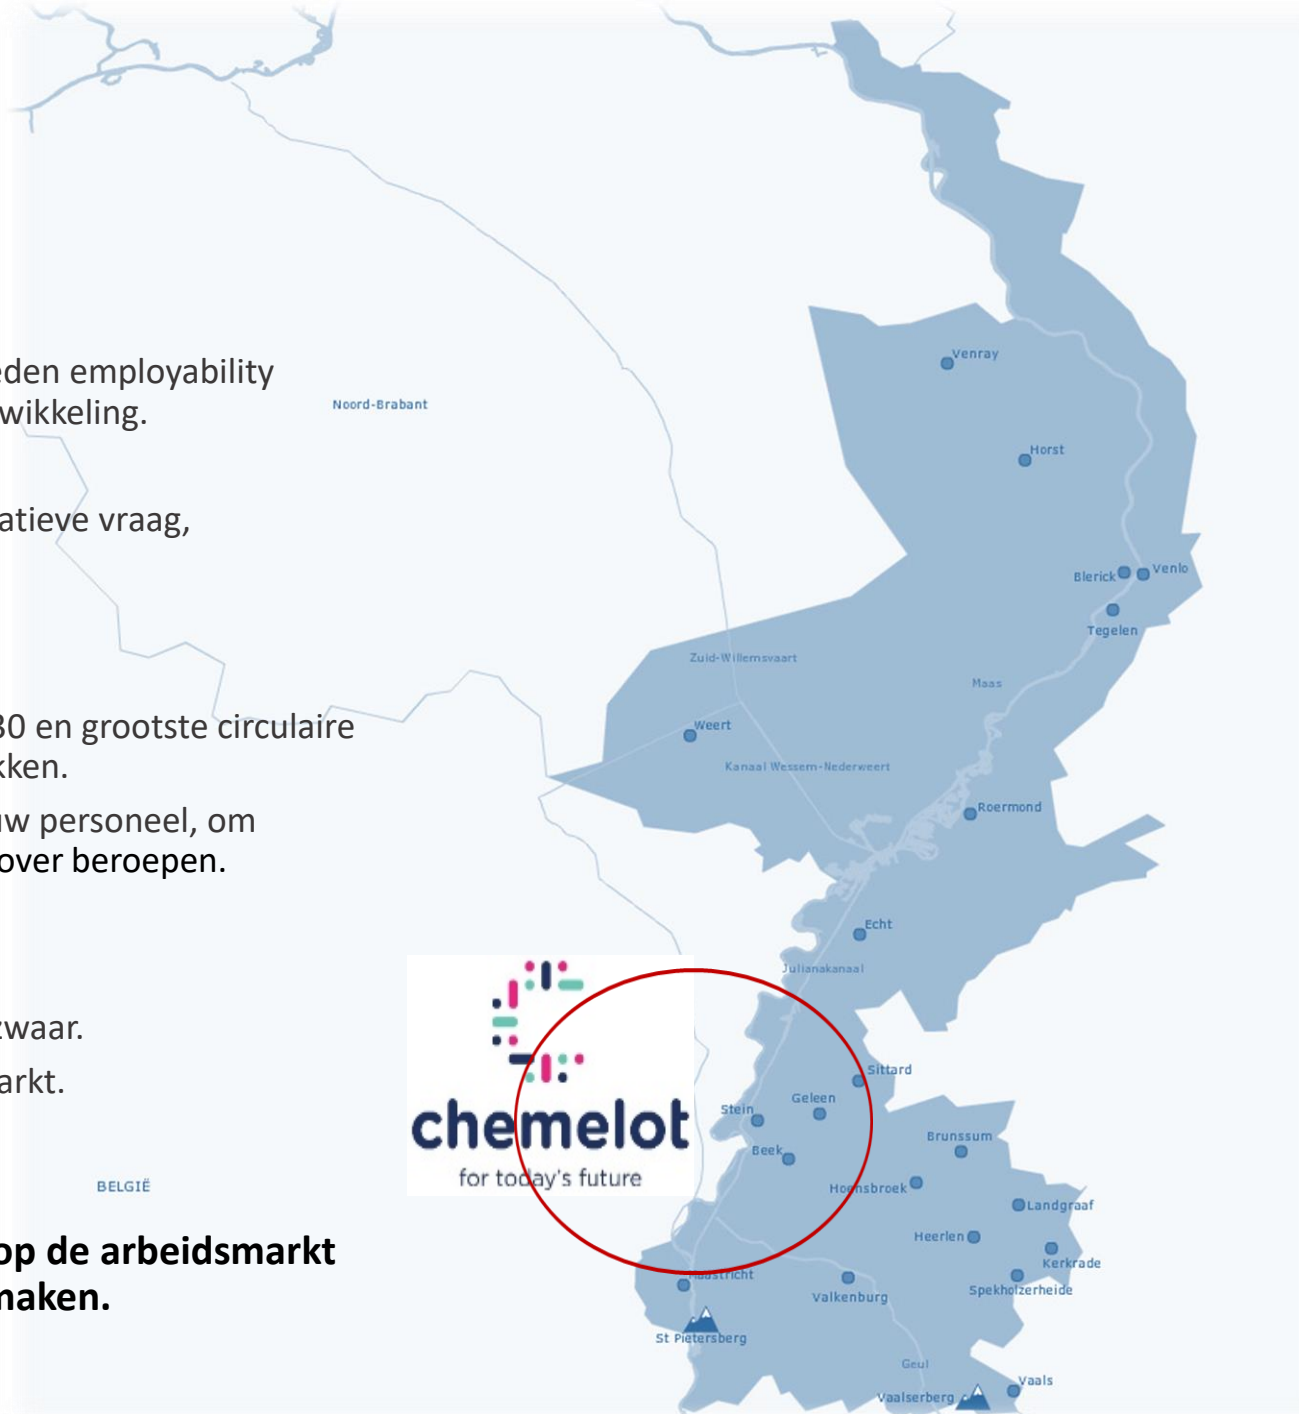 eden employability
wikkeling.
atieve vraag,
30 en grootste circulaire
kken.
uw personeel, om
over beroepen.
zwaar.
arkt.
op de arbeidsmarkt
maken.
Noord-Brabant
BELGIË
chemelot
for today's future
Venray
Horst
Blerick
Venlo
Tegelen
Zuid-Willemsvaart
Maas
Weert
Kanaal Wessem-Nederweert
Roermond
Echt
Julianakanaal
Sittard
Geleen
Stein
Beek
Brunssum
Hoensbroek
Landgraaf
Heerlen
Kerkrade
Spekholzerheide
Maastricht
Valkenburg
St Pietersberg
Geul
Vaals
Vaalserberg